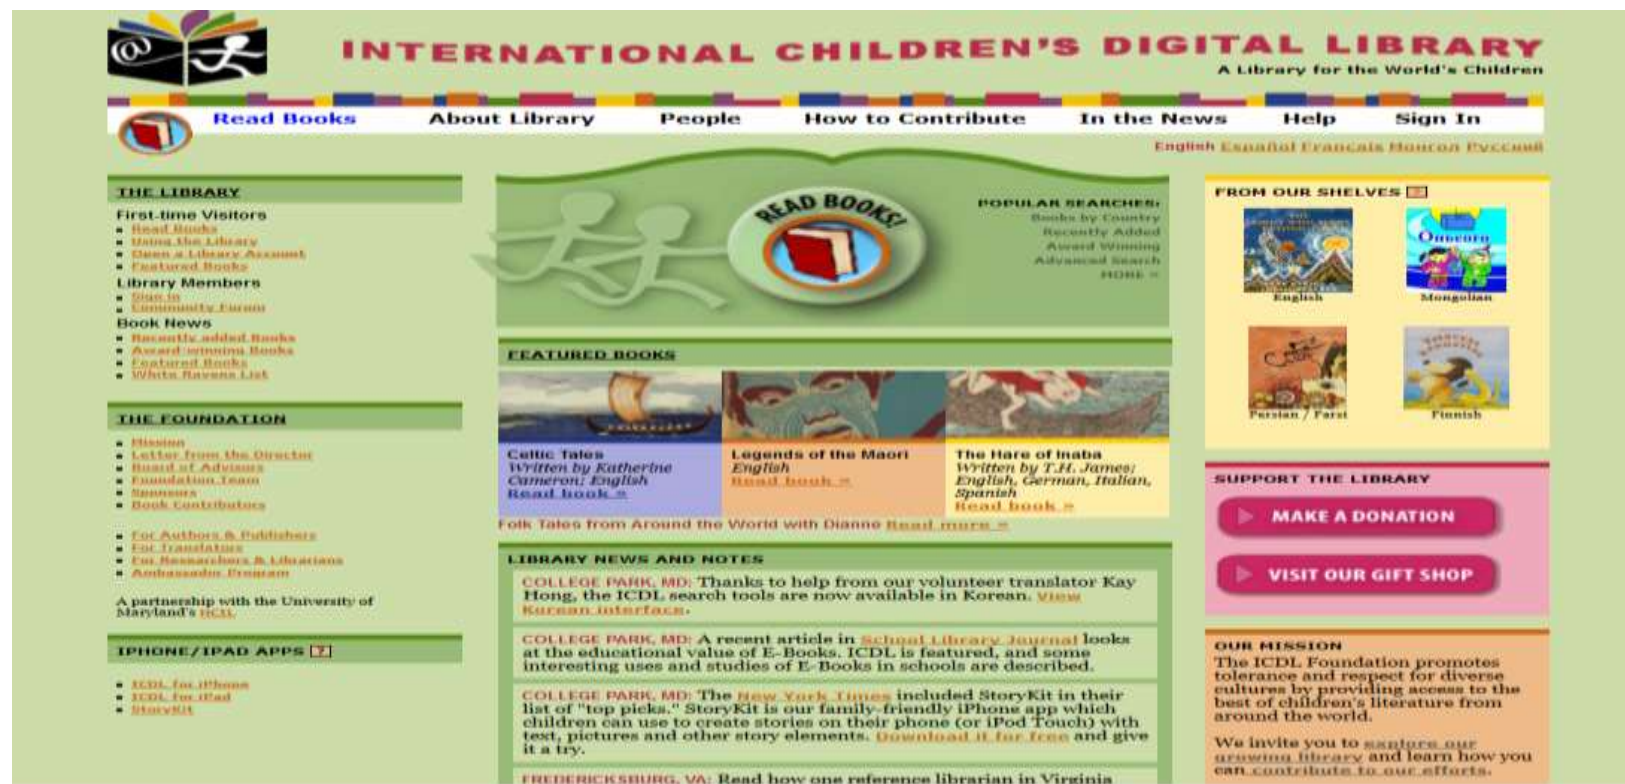 INTERNATIONAL CHILDREN'S DIGITAL LIBRARY
A Library for the World's Children
Read Books About Library People How to Contribute In the News Help Sign In
English Español Français Монгол Русский
THE LIBRARY
First-time Visitors
Read Books
Using the Library
Open a Library Account
Featured Books
Library Members
Sign in
Community Forum
Book News
Recently added Books
Award-winning Books
Featured Books
White Ravens List
THE FOUNDATION
Mission
Letter from the Director
Board of Advisors
Foundation Team
Sponsors
Book Contributors
For Authors & Publishers
For Translators
For Researchers & Librarians
Ambassador Program
A partnership with the University of
Maryland's HCIL
IPHONE/IPAD APPS ?
ICDL for iPhone
ICDL for iPad
StoryKit
READ BOOKS!
POPULAR SEARCHES:
Books by Country
Recently Added
Award Winning
Advanced Search
MORE »
FEATURED BOOKS
Celtic Tales
Written by Katherine
Cameron; English
Read book »
Legends of the Maori
English
Read book »
The Hare of Inaba
Written by T.H. James;
English, German, Italian,
Spanish
Read book »
Folk Tales from Around the World with Dianne Read more »
LIBRARY NEWS AND NOTES
COLLEGE PARK, MD: Thanks to help from our volunteer translator Kay
Hong, the ICDL search tools are now available in Korean. View
Korean interface.
COLLEGE PARK, MD: A recent article in School Library Journal looks
at the educational value of E-Books. ICDL is featured, and some
interesting uses and studies of E-Books in schools are described.
COLLEGE PARK, MD: The New York Times included StoryKit in their
list of "top picks." StoryKit is our family-friendly iPhone app which
children can use to create stories on their phone (or iPod Touch) with
text, pictures and other story elements. Download it for free and give
it a try.
FREDERICKSBURG, VA: Read how one reference librarian in Virginia
FROM OUR SHELVES ?
English
Mongolian
Persian / Farsi
Finnish
SUPPORT THE LIBRARY
MAKE A DONATION
VISIT OUR GIFT SHOP
OUR MISSION
The ICDL Foundation promotes
tolerance and respect for diverse
cultures by providing access to the
best of children's literature from
around the world.
We invite you to explore our
growing library and learn how you
can contribute to our efforts.